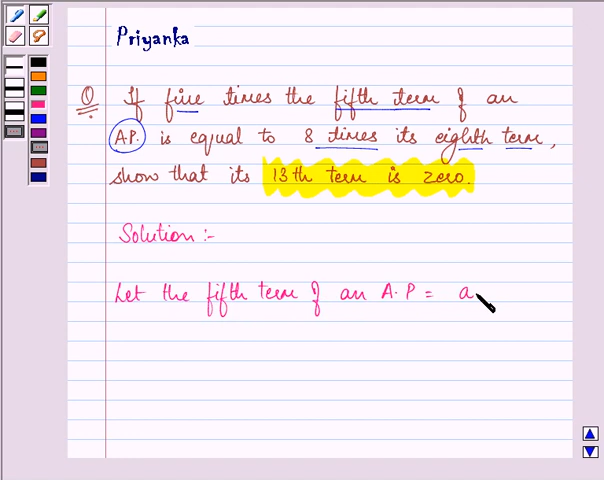 Priyanka
Q If five times the fifth term of an
A.P. is equal to 8 times its eighth term,
show that its 13th term is zero.
Solution :-
Let the fifth term of an A.P = a